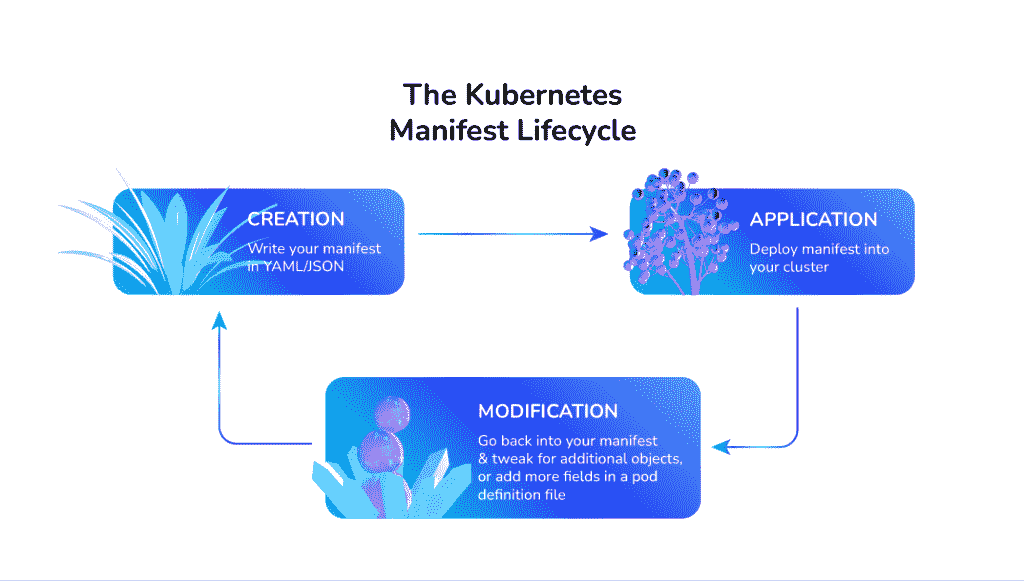 The Kubernetes
Manifest Lifecycle
CREATION
Write your manifest
in YAML/JSON
APPLICATION
Deploy manifest into
your cluster
MODIFICATION
Go back into your manifest
& tweak for additional objects,
or add more fields in a pod
definition file